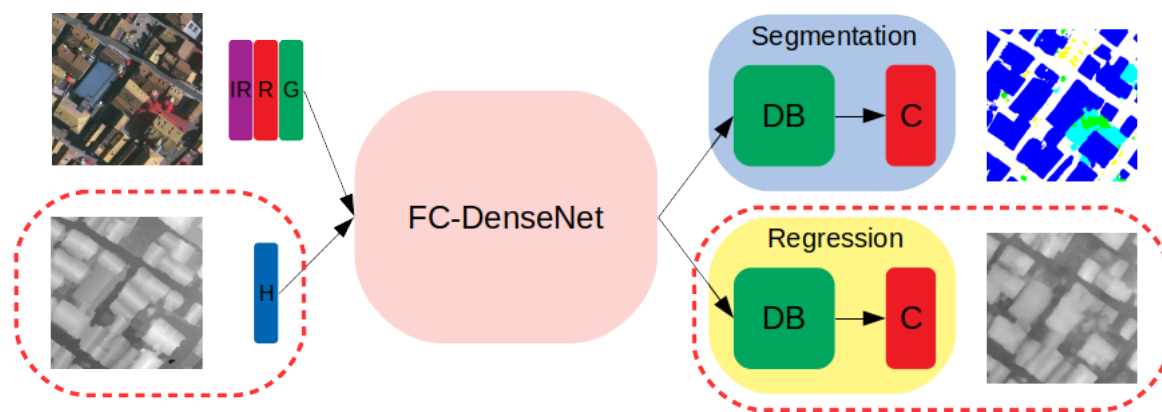 IR R G
H
FC-DenseNet
Segmentation
DB C
Regression
DB C